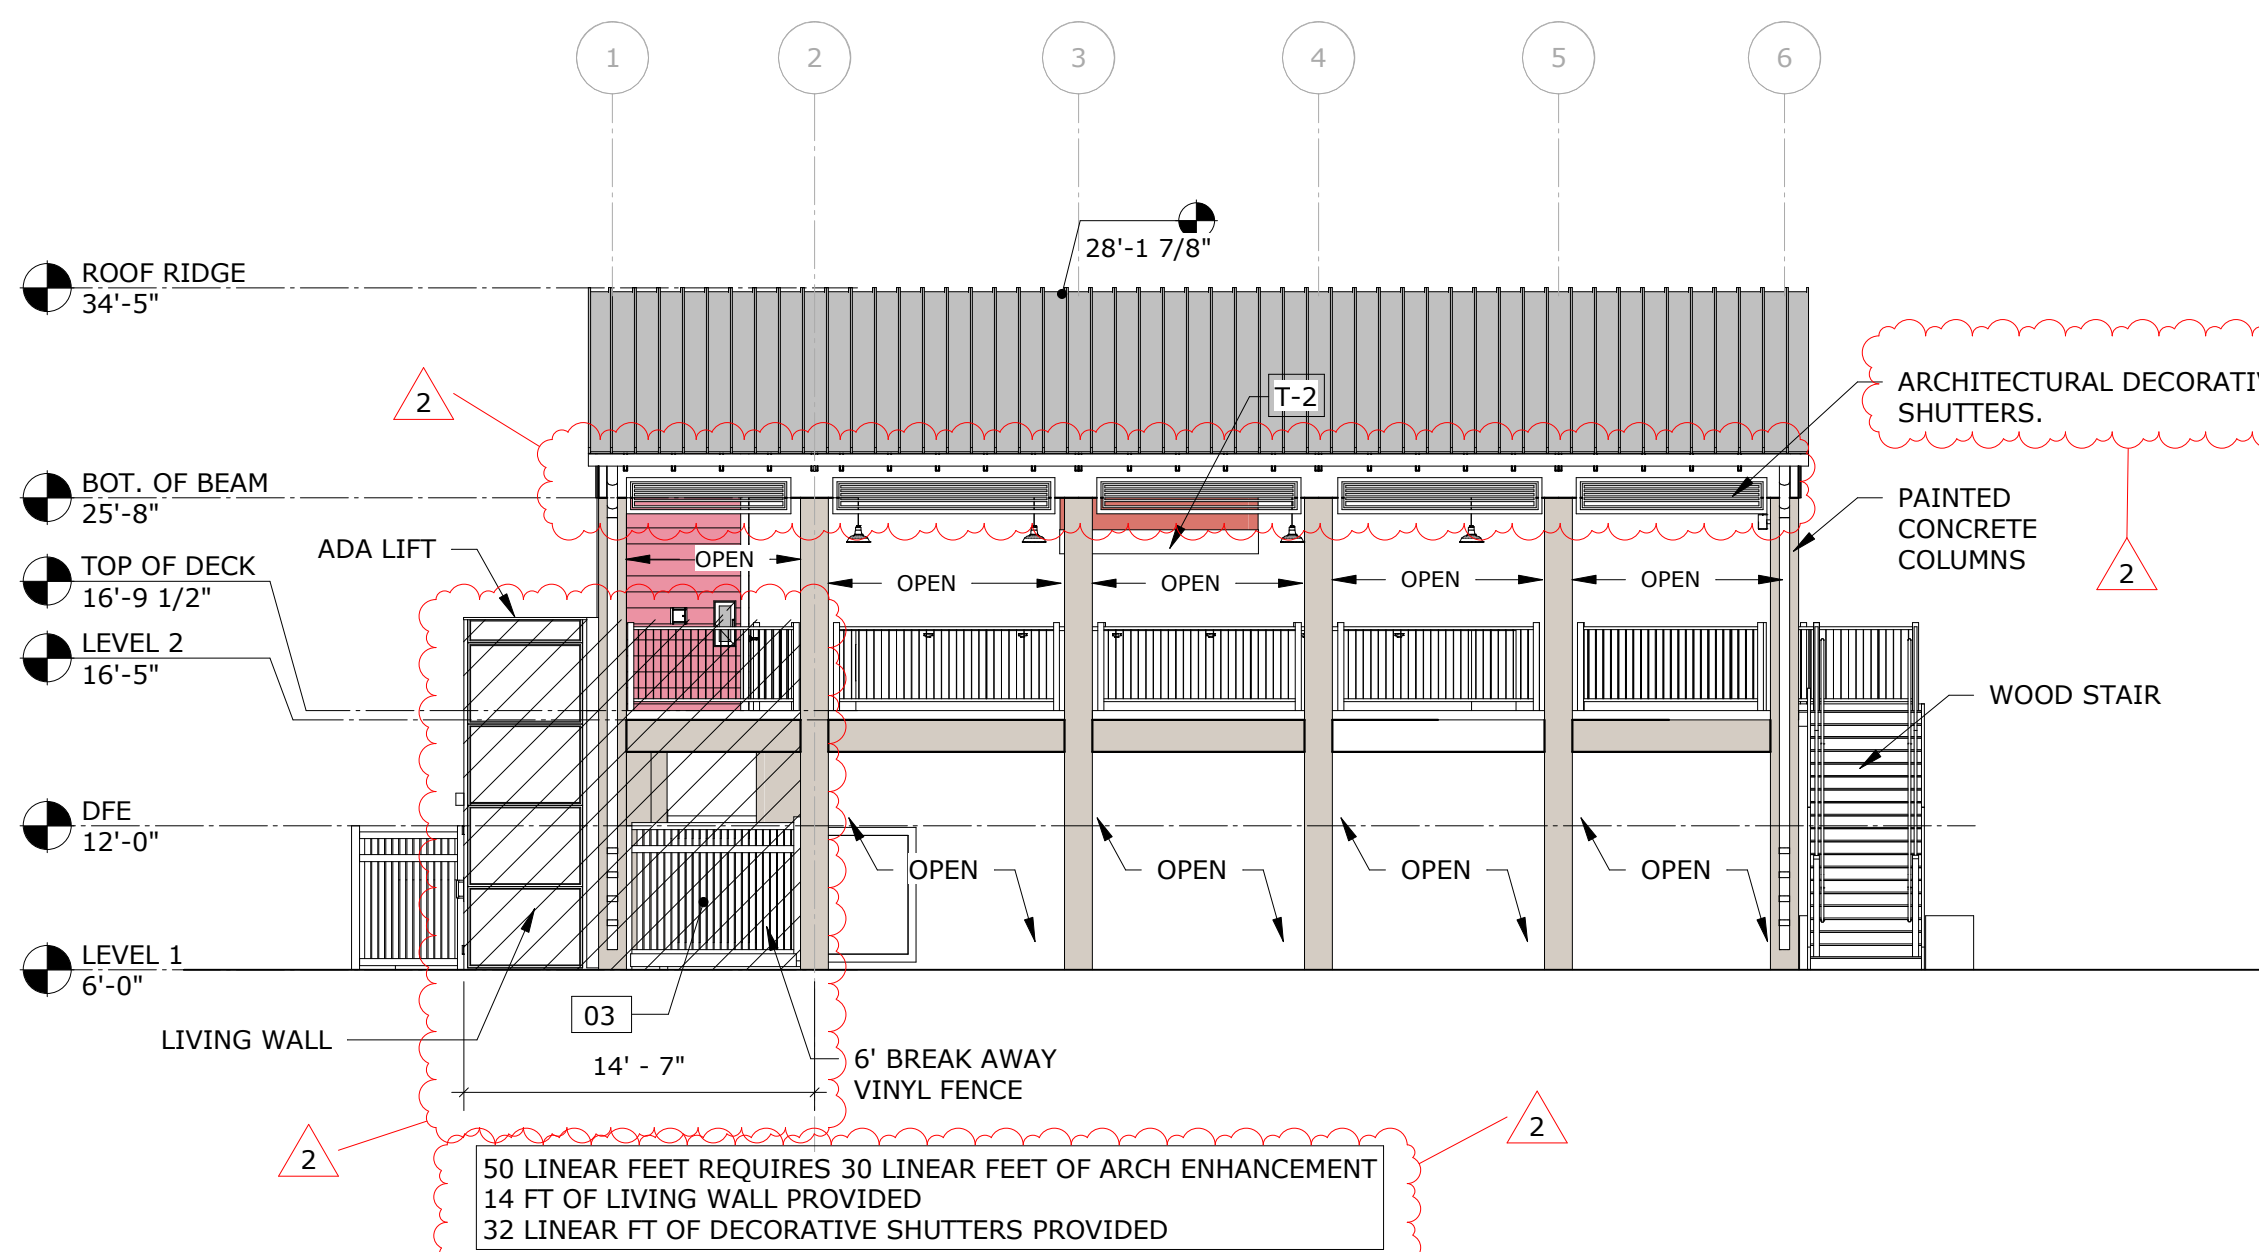 1
2
3
4
5
6
28'-1 7/8"
ROOF RIDGE
34'-5"
T-2
2
ARCHITECTURAL
SHUTTERS.
BOT. OF BEAM
25'-8"
PAINTED
CONCRETE
COLUMNS
ADA LIFT
OPEN
TOP OF DECK
16'-9 1/2"
OPEN
OPEN
OPEN
OPEN
2
LEVEL 2
16'-5"
WOOD STAIR
DFE
12'-0"
OPEN
OPEN
OPEN
OPEN
LEVEL 1
6'-0"
03
LIVING WALL
14' - 7"
6' BREAK AWAY
VINYL FENCE
2
2
50 LINEAR FEET REQUIRES 30 LINEAR FEET OF ARCH ENHANCEMENT
14 FT OF LIVING WALL PROVIDED
32 LINEAR FT OF DECORATIVE SHUTTERS PROVIDED